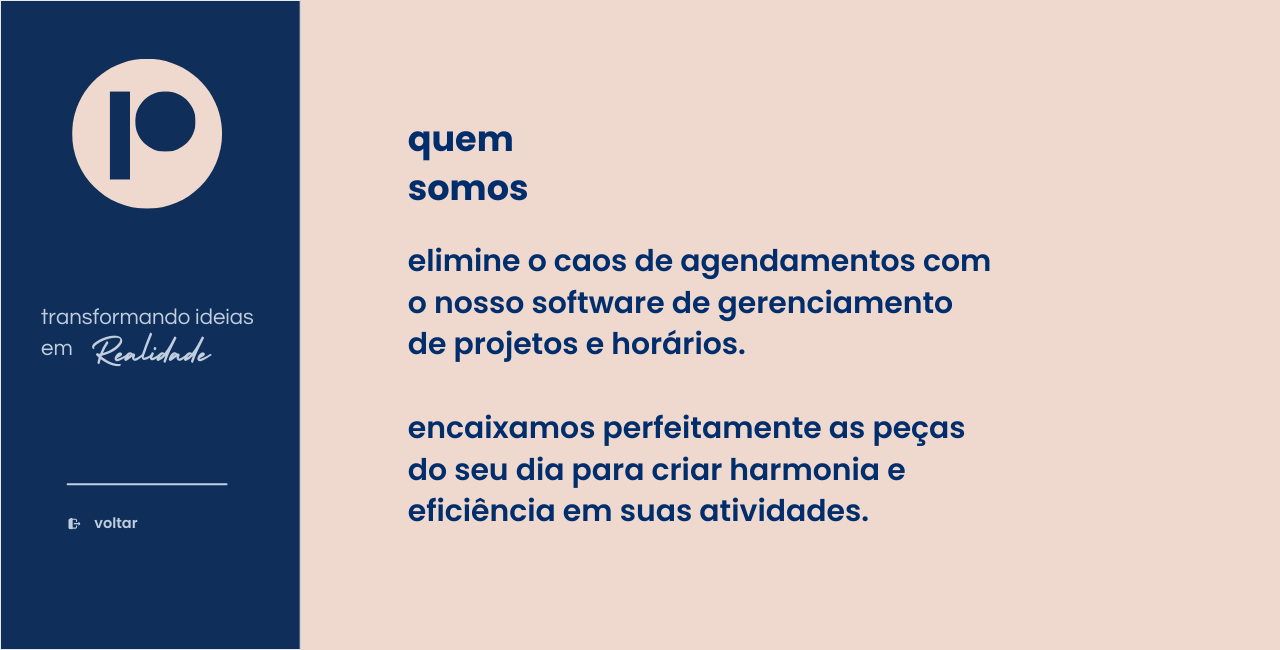 p
transformando ideias
em Realidade
voltar
quem
somos
elimine o caos de agendamentos com
o nosso software de gerenciamento
de projetos e horários.
encaixamos perfeitamente as peças
do seu dia para criar harmonia e
eficiência em suas atividades.